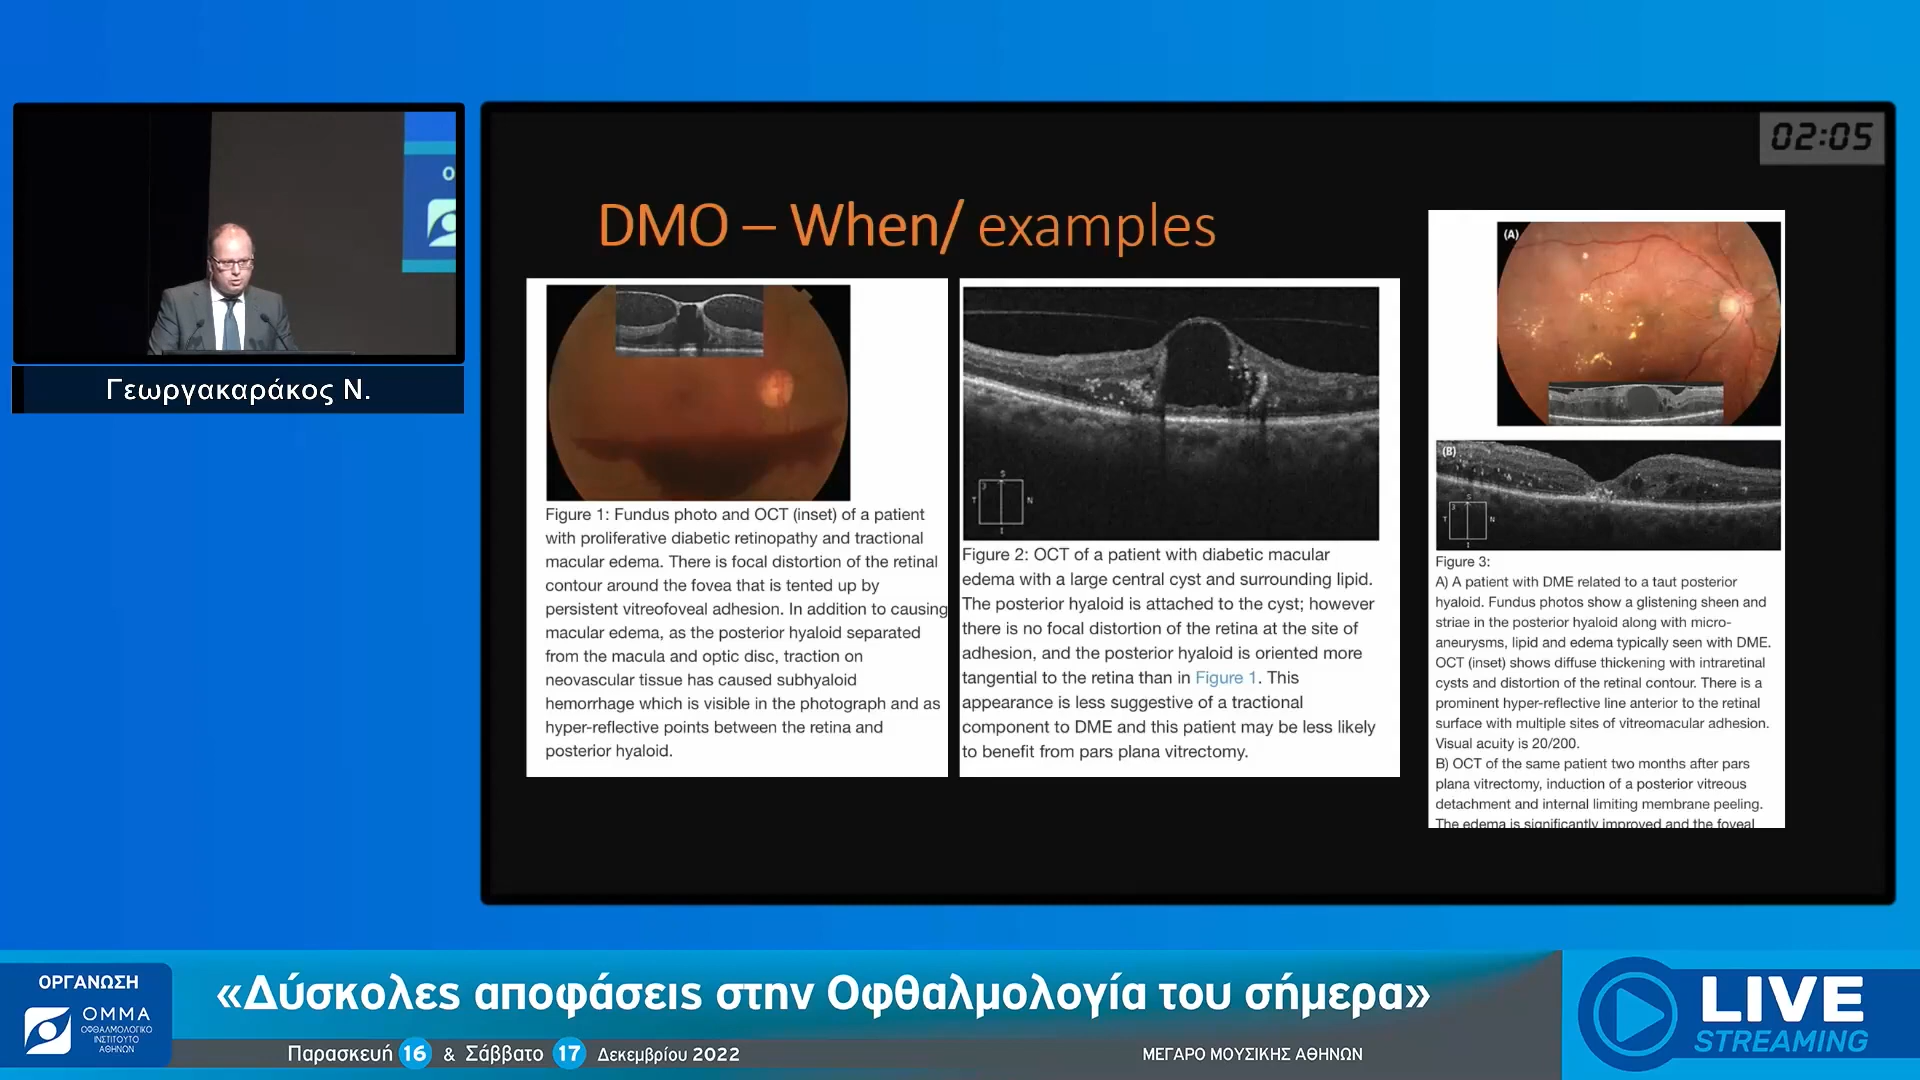 Ο
02:05
DMO – When/ examples
Γεωργακαράκος Ν.
Figure 1: Fundus photo and OCT (inset) of a patient
with proliferative diabetic retinopathy and tractional
macular edema. There is focal distortion of the retinal
contour around the fovea that is tented up by
persistent vitreofoveal adhesion. In addition to causing
macular edema, as the posterior hyaloid separated
from the macula and optic disc, traction on
neovascular tissue has caused subhyaloid
hemorrhage which is visible in the photograph and as
hyper-reflective points between the retina and
posterior hyaloid.
S
3
T N
I
Figure 2: OCT of a patient with diabetic macular
edema with a large central cyst and surrounding lipid.
The posterior hyaloid is attached to the cyst; however
there is no focal distortion of the retina at the site of
adhesion, and the posterior hyaloid is oriented more
tangential to the retina than in Figure 1. This
appearance is less suggestive of a tractional
component to DME and this patient may be less likely
to benefit from pars plana vitrectomy.
(A)
(B)
S
3
T N
I
Figure 3:
A) A patient with DME related to a taut posterior
hyaloid. Fundus photos show a glistening sheen and
striae in the posterior hyaloid along with micro-
aneurysms, lipid and edema typically seen with DME.
OCT (inset) shows diffuse thickening with intraretinal
cysts and distortion of the retinal contour. There is a
prominent hyper-reflective line anterior to the retinal
surface with multiple sites of vitreomacular adhesion.
Visual acuity is 20/200.
B) OCT of the same patient two months after pars
plana vitrectomy, induction of a posterior vitreous
detachment and internal limiting membrane peeling.
The edema is significantly improved and the foveal
ΟΡΓΑΝΩΣΗ
ΟΜΜΑ
ΟΦΘΑΛΜΟΛΟΓΙΚΟ
ΙΝΣΤΙΤΟΥΤΟ
ΑΘΗΝΩΝ
«Δύσκολες αποφάσεις στην Οφθαλμολογία του σήμερα»
Παρασκευή 16 & Σάββατο 17 Δεκεμβρίου 2022
ΜΕΓΑΡΟ ΜΟΥΣΙΚΗΣ ΑΘΗΝΩΝ
LIVE
STREAMING